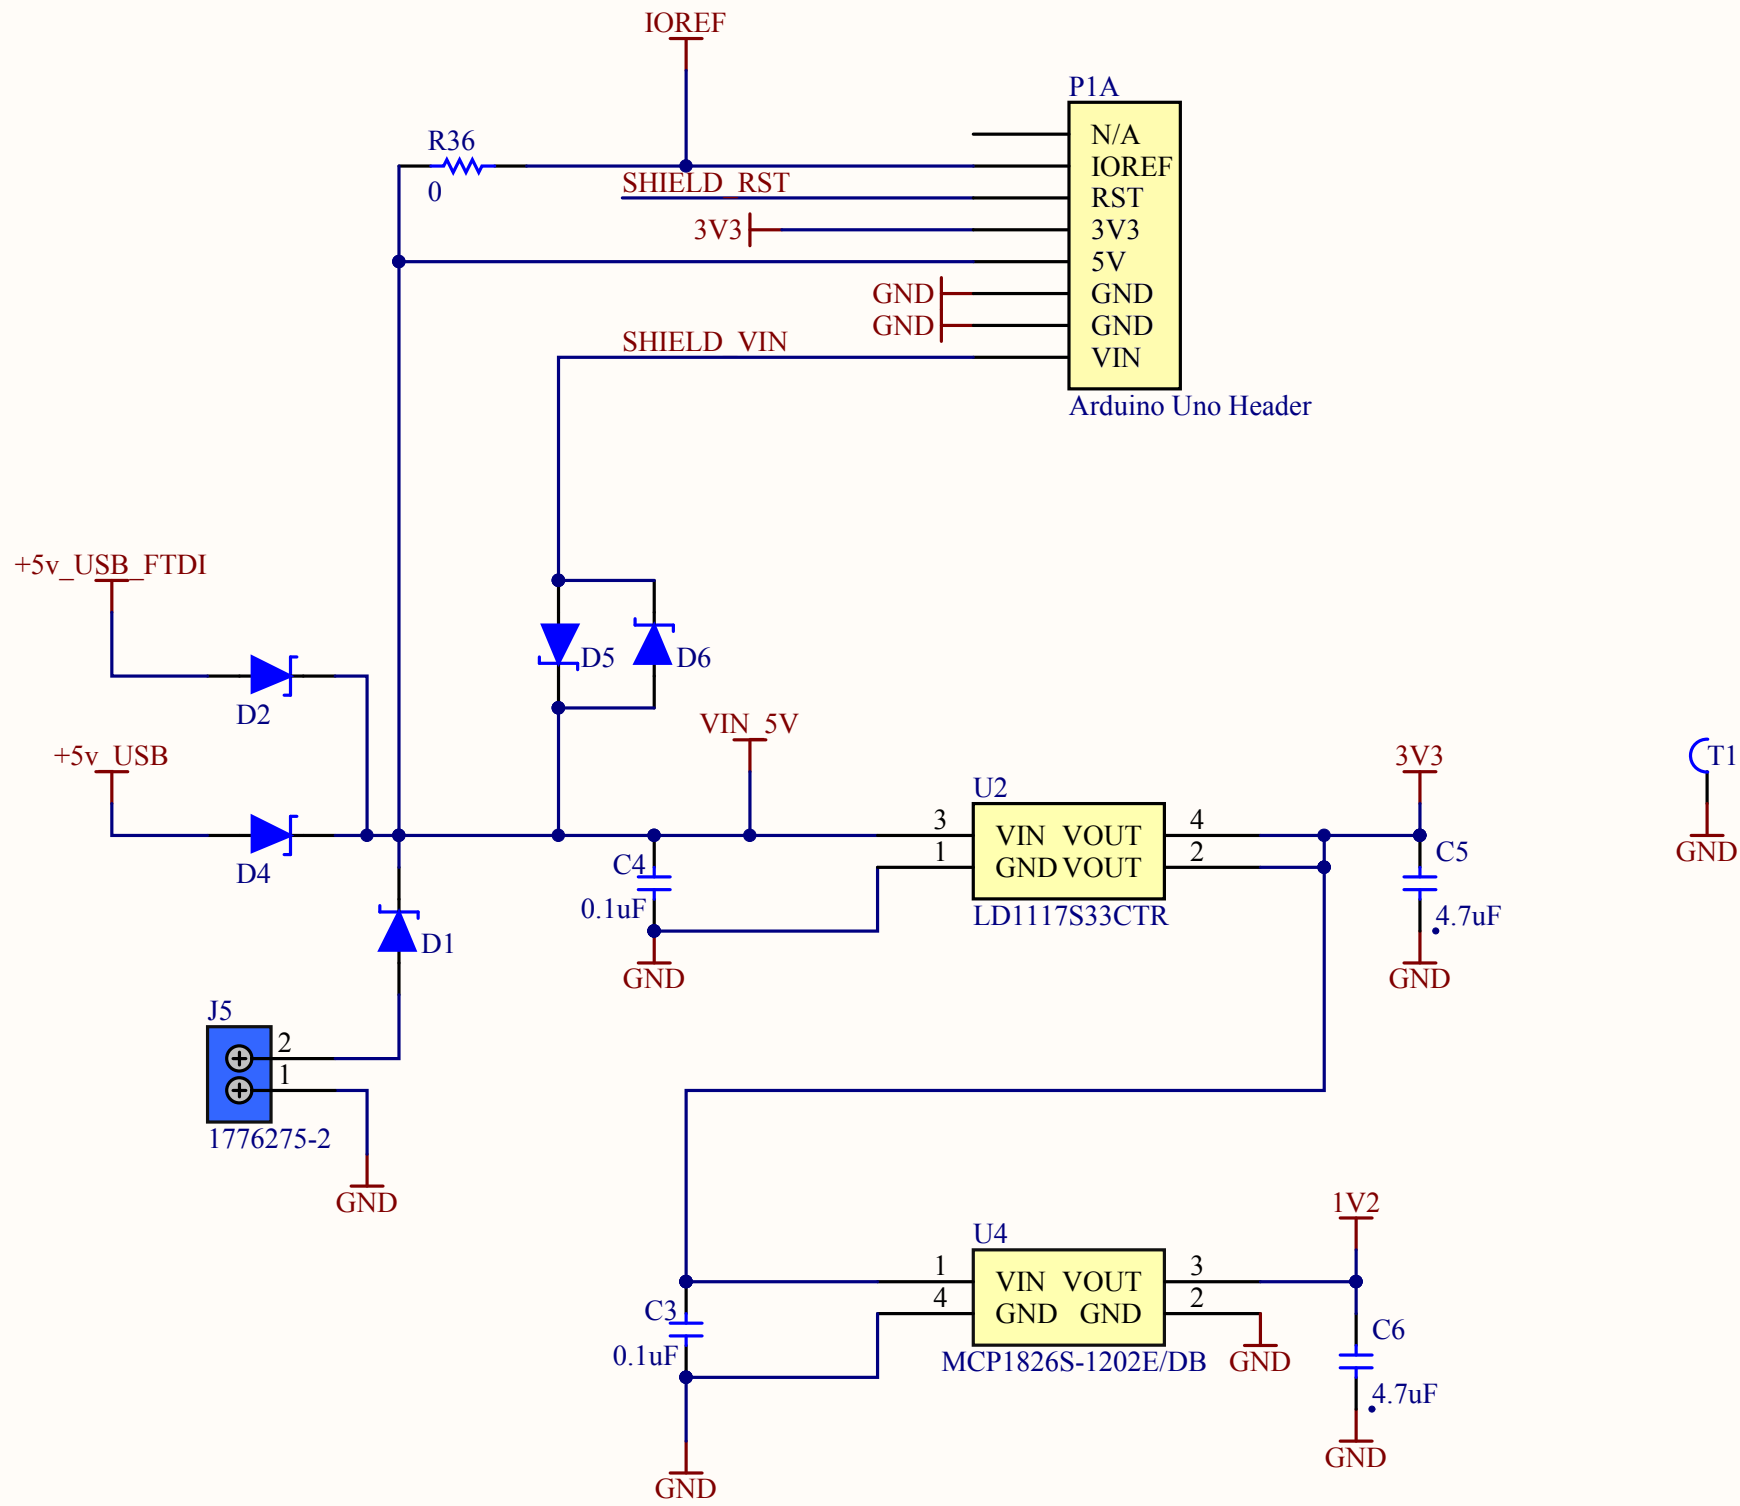 IOREF
P1A
N/A
R36
IOREF
0
SHIELD_RST
RST
3V3
3V3
5V
GND
GND
GND
GND
SHIELD_VIN
VIN
Arduino Uno Header
+5v_USB_FTDI
D5
D6
D2
VIN_5V
+5v_USB
3V3
T1
U2
3
VIN
VOUT
4
1
GND
VOUT
2
C4
C5
GND
D4
0.1uF
LD1117S33CTR
4.7uF
D1
GND
GND
J5
2
1
1776275-2
GND
1V2
U4
1
VIN
VOUT
3
4
GND
GND
2
C3
C6
0.1uF
MCP1826S-1202E/DB
GND
4.7uF
GND
GND